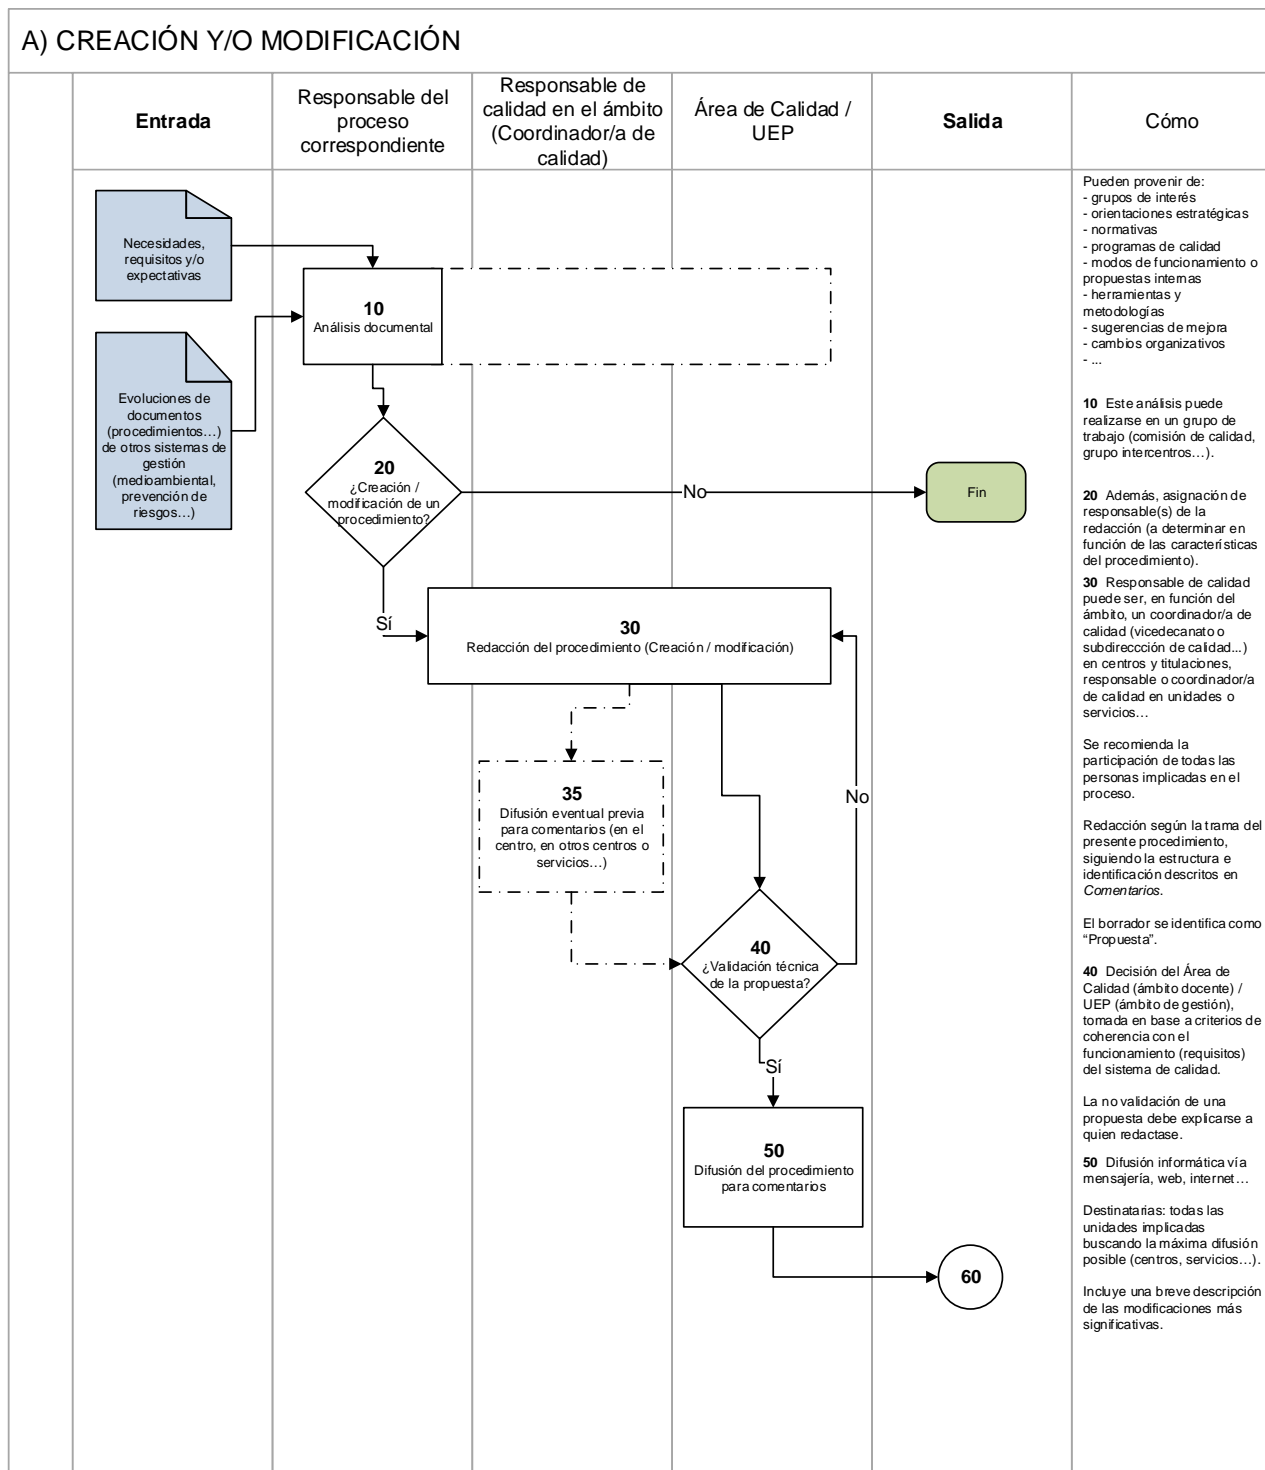 A) CREACIÓN Y/O MODIFICACIÓN
Entrada
Responsable del
proceso
correspondiente
Responsable de
calidad en el ámbito
(Coordinador/a de
calidad)
Área de Calidad /
UEP
Salida
Cómo
Necesidades,
requisitos y/o
expectativas
Evoluciones de
documentos
(procedimientos…)
de otros sistemas de
gestión
(medioambiental,
prevención de
riesgos…)
10
Análisis documental
20
¿Creación /
modificación de un
procedimiento?
No
Fin
Sí
30
Redacción del procedimiento (Creación / modificación)
35
Difusión eventual previa
para comentarios (en el
centro, en otros centros o
servicios…)
No
40
¿Validación técnica
de la propuesta?
Sí
50
Difusión del procedimiento
para comentarios
60
Pueden provenir de:
- grupos de interés
- orientaciones estratégicas
- normativas
- programas de calidad
- modos de funcionamiento o
propuestas internas
- herramientas y
metodologías
- sugerencias de mejora
- cambios organizativos
- ...
10 Este análisis puede
realizarse en un grupo de
trabajo (comisión de calidad,
grupo intercentros…).
20 Además, asignación de
responsable(s) de la
redacción (a determinar en
función de las características
del procedimiento).
30 Responsable de calidad
puede ser, en función del
ámbito, un coordinador/a de
calidad (vicedecanato o
subdireccción de calidad...)
en centros y titulaciones,
responsable o coordinador/a
de calidad en unidades o
servicios…
Se recomienda la
participación de todas las
personas implicadas en el
proceso.
Redacción según la trama del
presente procedimiento,
siguiendo la estructura e
identificación descritos en
Comentarios.
El borrador se identifica como
“Propuesta”.
40 Decisión del Área de
Calidad (ámbito docente) /
UEP (ámbito de gestión),
tomada en base a criterios de
coherencia con el
funcionamiento (requisitos)
del sistema de calidad.
La no validación de una
propuesta debe explicarse a
quien redactase.
50 Difusión informática vía
mensajería, web, internet…
Destinatarias: todas las
unidades implicadas
buscando la máxima difusión
posible (centros, servicios…).
Incluye una breve descripción
de las modificaciones más
significativas.